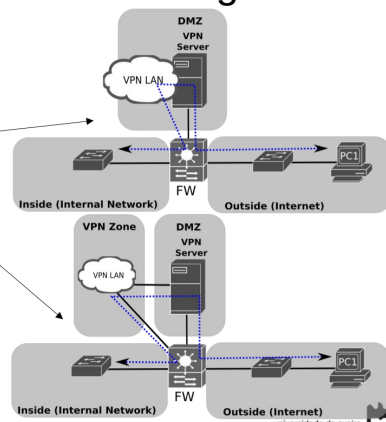 DMZ
VPN
Server
VPN LAN
PC1
FW
Inside (Internal Network)
Outside (Internet)
VPN Zone
DMZ
VPN
Server
VPN LAN
PC1
FW
Inside (Internal Network)
Outside (Internet)